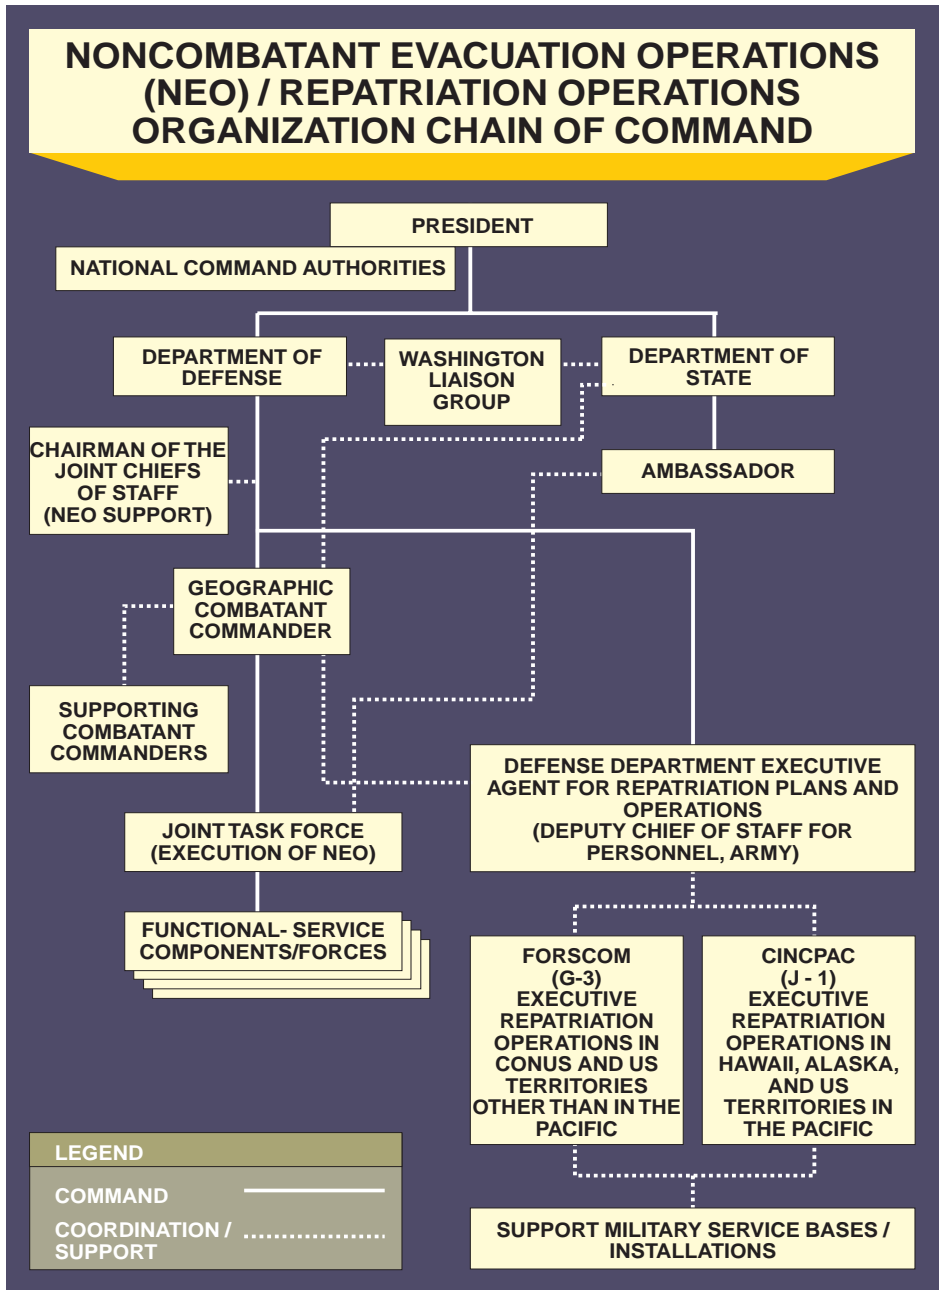 NONCOMBATANT EVACUATION OPERATIONS
(NEO) / REPATRIATION OPERATIONS
ORGANIZATION CHAIN OF COMMAND
PRESIDENT
NATIONAL COMMAND AUTHORITIES
DEPARTMENT OF
DEFENSE
WASHINGTON
LIAISON
GROUP
DEPARTMENT OF
STATE
CHAIRMAN OF THE
JOINT CHIEFS
OF STAFF
(NEO SUPPORT)
AMBASSADOR
GEOGRAPHIC
COMBATANT
COMMANDER
SUPPORTING
COMBATANT
COMMANDERS
DEFENSE DEPARTMENT EXECUTIVE
AGENT FOR REPATRIATION PLANS AND
OPERATIONS
(DEPUTY CHIEF OF STAFF FOR
PERSONNEL, ARMY)
JOINT TASK FORCE
(EXECUTION OF NEO)
FUNCTIONAL- SERVICE
COMPONENTS/FORCES
FORSCOM
(G-3)
EXECUTIVE
REPATRIATION
OPERATIONS IN
CONUS AND US
TERRITORIES
OTHER THAN IN THE
PACIFIC
CINCPAC
(J - 1)
EXECUTIVE
REPATRIATION
OPERATIONS IN
HAWAII, ALASKA,
AND US
TERRITORIES IN
THE PACIFIC
LEGEND
COMMAND
COORDINATION /
SUPPORT
SUPPORT MILITARY SERVICE BASES /
INSTALLATIONS